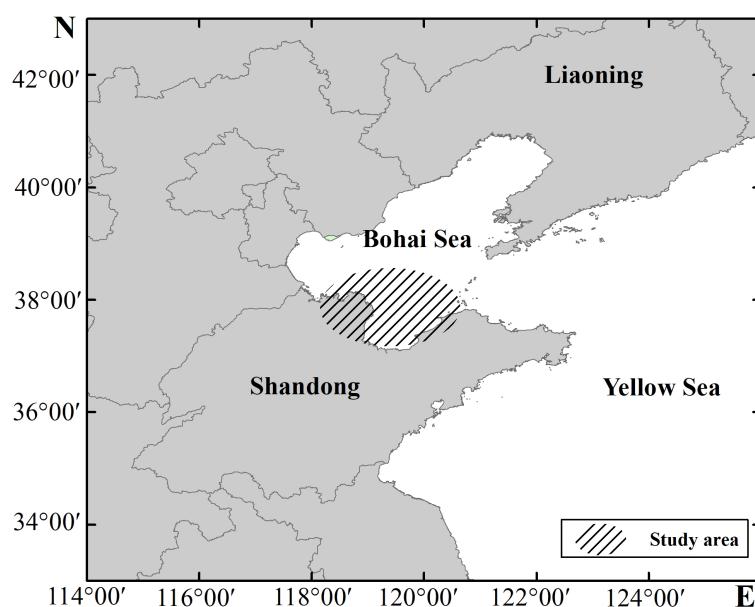 N
42°00′
Liaoning
40°00′
Bohai Sea
38°00′
Shandong
Yellow Sea
36°00′
34°00′
Study area
114°00′ 116°00′ 118°00′ 120°00′ 122°00′ 124°00′ E